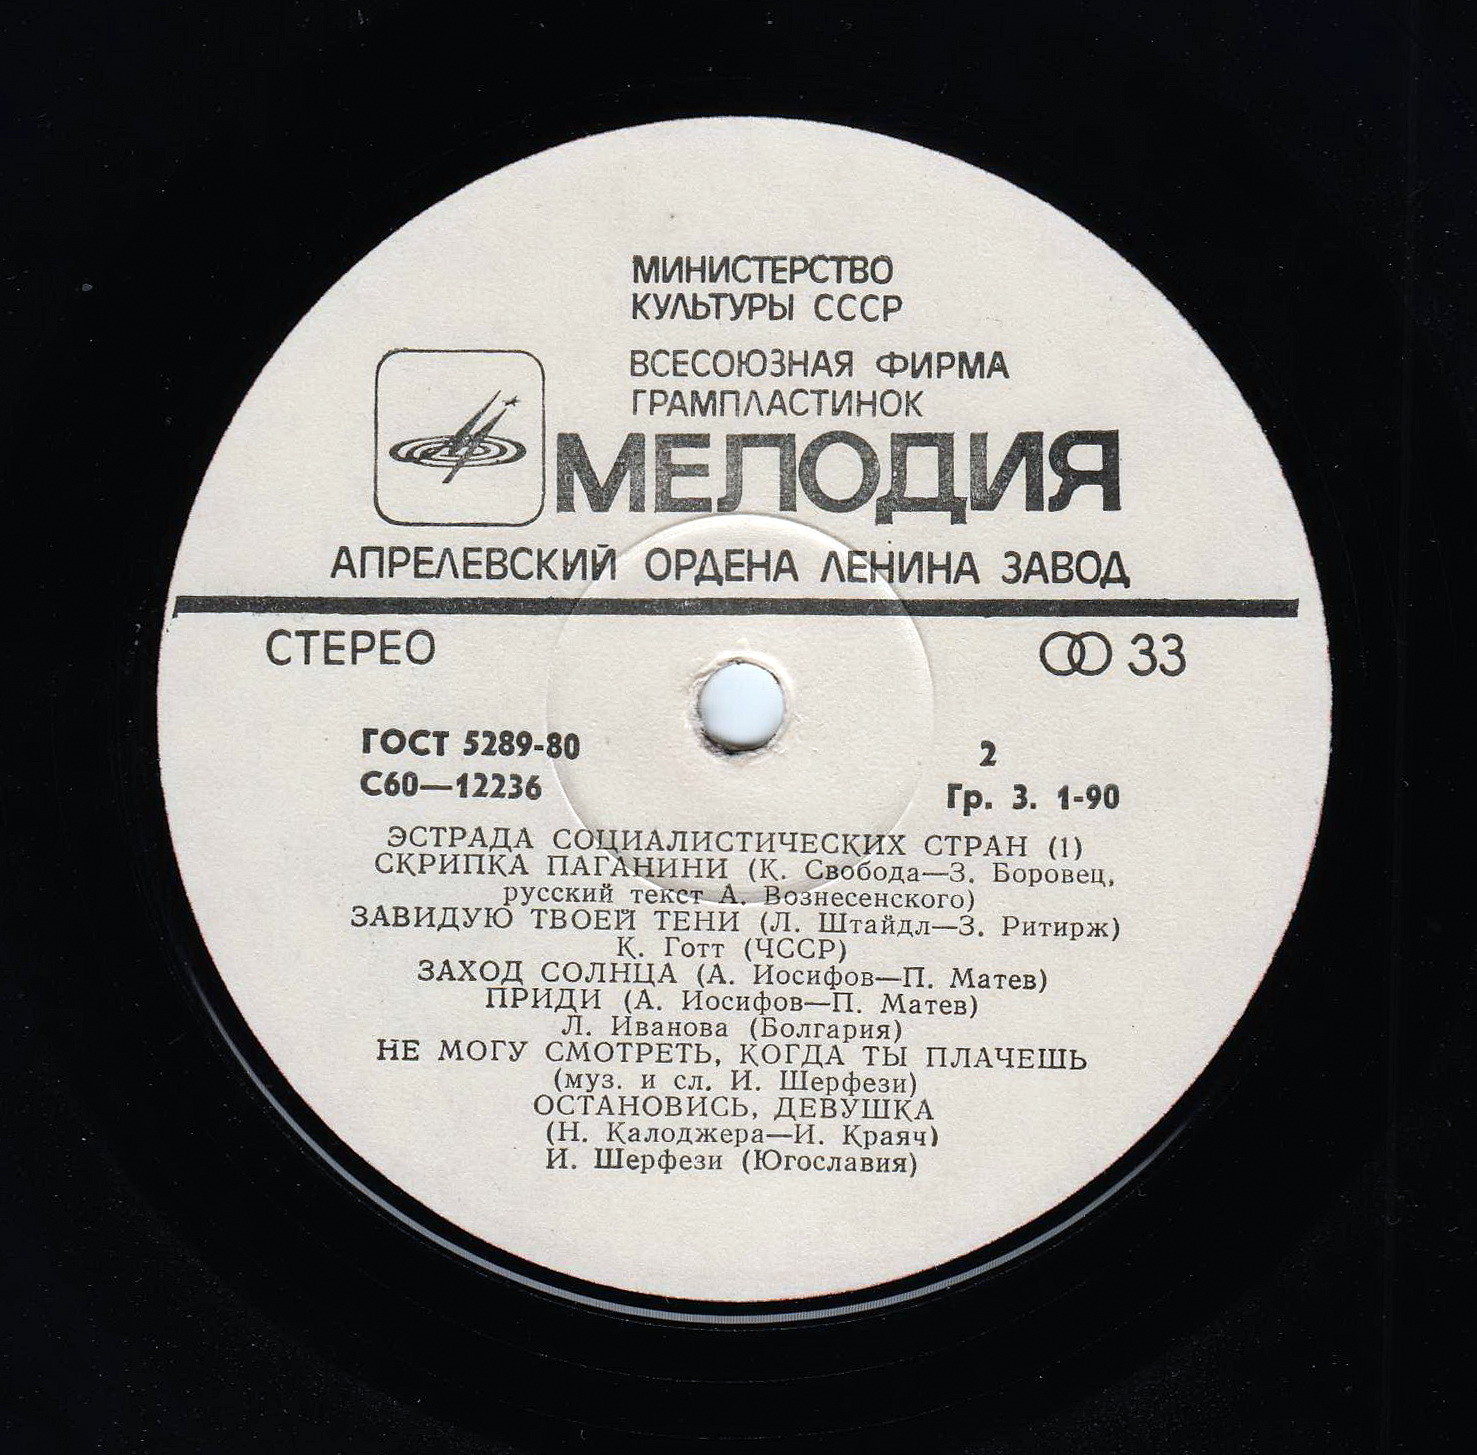 МИНИСТЕРСТВО
КУЛЬТУРЫ СССР
ВСЕСОЮЗНАЯ ФИРМА
ГРАМПЛАСТИНОК
МЕЛОДИЯ
АПРЕЛЕВСКИЙ ОРДЕНА ЛЕНИНА ЗАВОД
СТЕРЕО
33
ГОСТ 5289-80
2
С60—12236
Гр. 3. 1-90
ЭСТРАДА СОЦИАЛИСТИЧЕСКИХ СТРАН (1)
СКРИПКА ПАГАНИНИ (К. Свобода—З. Боровец,
русский текст А. Вознесенского)
ЗАВИДУЮ ТВОЕЙ ТЕНИ (Л. Штайдл—З. Ритирж)
К. Готт (ЧССР)
ЗАХОД СОЛНЦА (А. Иосифов—П. Матев)
ПРИДИ (А. Иосифов—П. Матев)
Л. Иванова (Болгария)
НЕ МОГУ СМОТРЕТЬ, КОГДА ТЫ ПЛАЧЕШЬ
(муз. и сл. И. Шерфези)
ОСТАНОВИСЬ, ДЕВУШКА
(Н. Калоджера—И. Краяч)
И. Шерфези (Югославия)